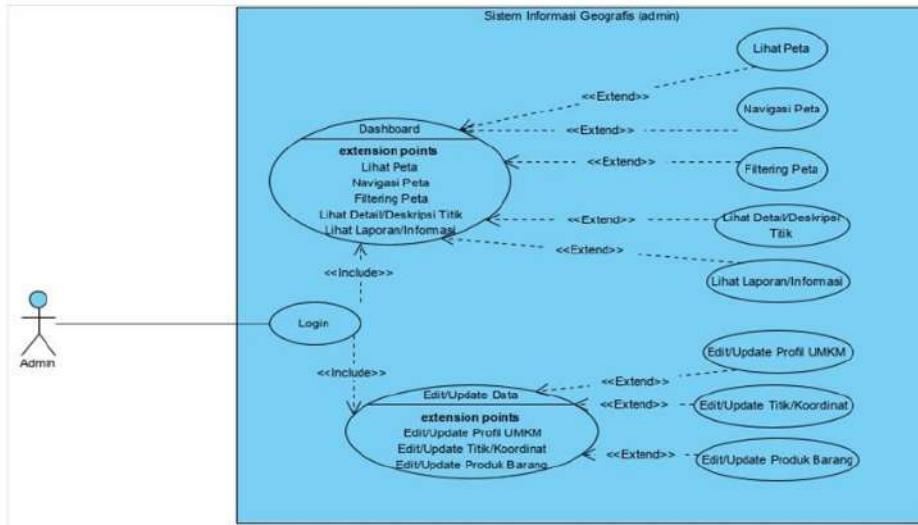 Sistem Informasi Geografis (admin)
Lihat Peta
<<Extend>>
Navigasi Peta
<<Extend>>
Dashboard
extension points
Lihat Peta
Navigasi Peta
Filtering Peta
Lihat Detail/Deskripsi Titik
Lihat Laporan/Informasi
<<Extend>>
Filtering Peta
<<Extend>>
Lihat Detail/Deskripsi
Titik
<<Extend>>
Lihat Laporan/Informasi
<<Include>>
Login
Admin
<<Include>>
Edit/Update Data
extension points
Edit/Update Profil UMKM
Edit/Update Titik/Koordinat
Edit/Update Produk Barang
<<Extend>>
Edit/Update Profil UMKM
<<Extend>>
Edit/Update Titik/Koordinat
<<Extend>>
Edit/Update Produk Barang